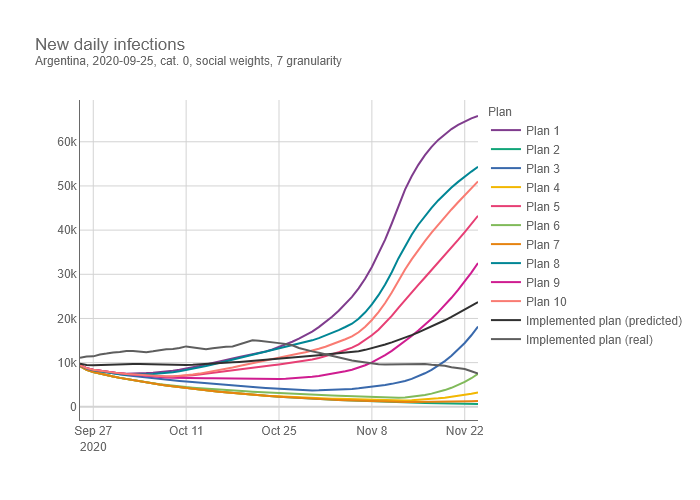 New daily infections
Argentina, 2020-09-25, cat. 0, social weights, 7 granularity
60k
50k
40k
30k
20k
10k
0
Sep 27
2020
Oct 11
Oct 25
Nov 8
Nov 22
Plan
Plan 1
Plan 2
Plan 3
Plan 4
Plan 5
Plan 6
Plan 7
Plan 8
Plan 9
Plan 10
Implemented plan (predicted)
Implemented plan (real)